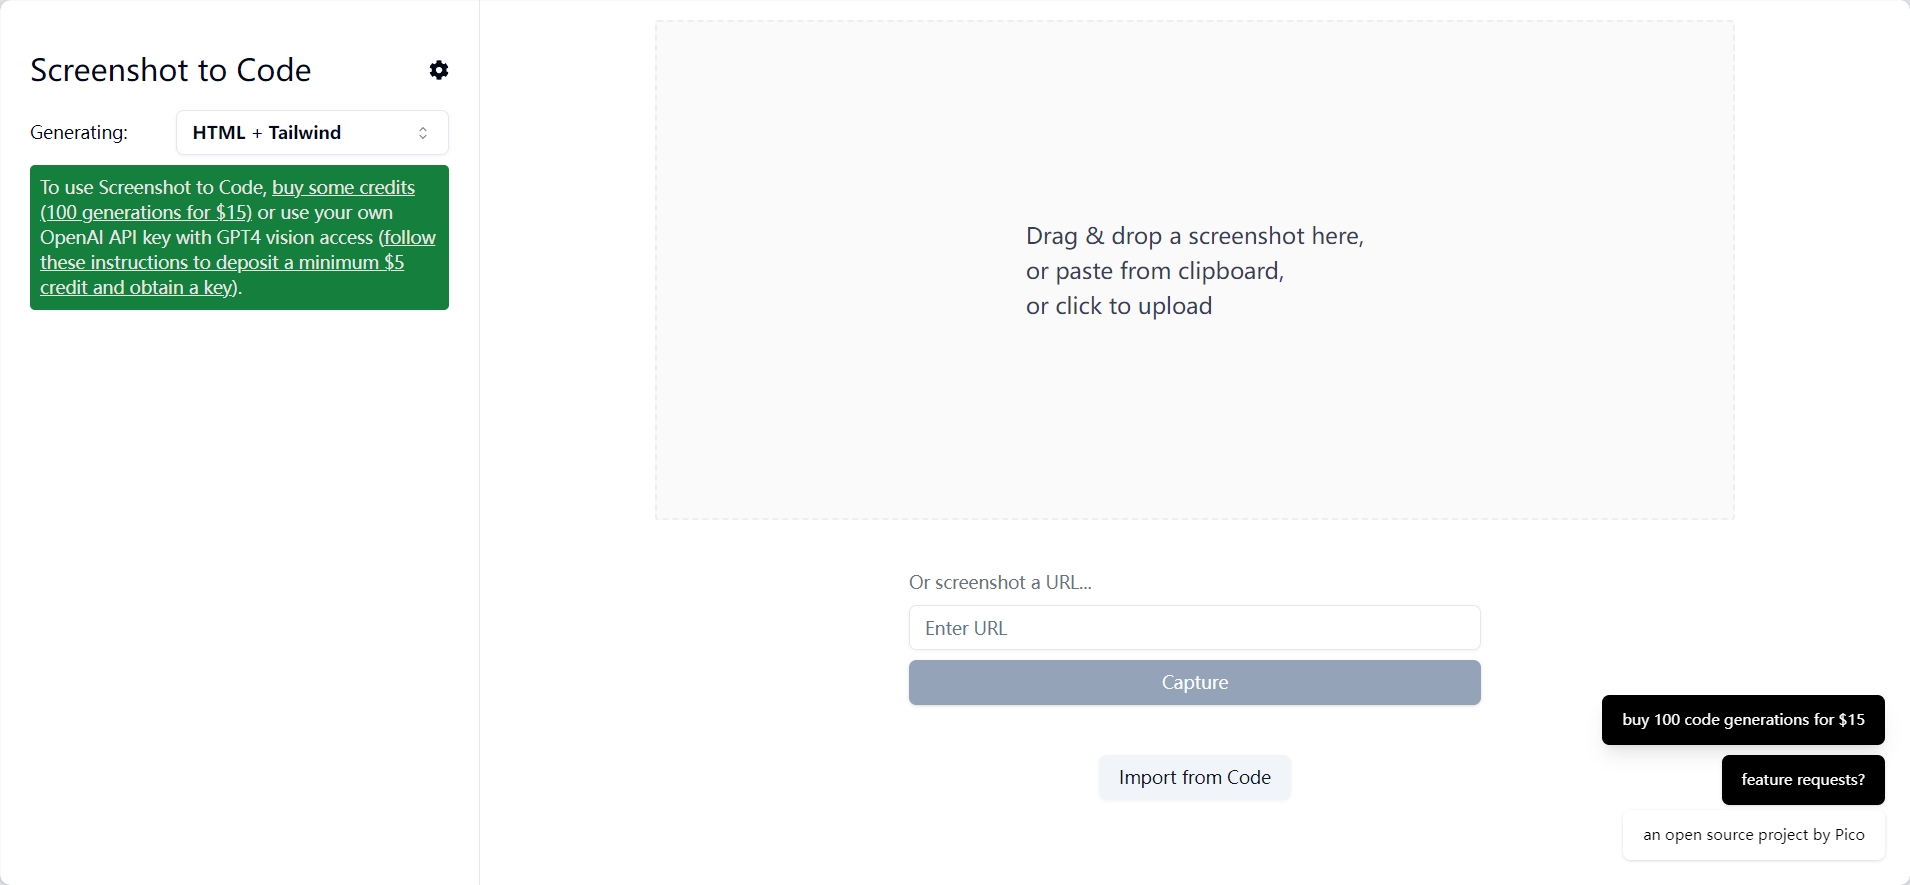 Screenshot to Code
Generating:
HTML + Tailwind
To use Screenshot to Code, buy some credits
(100 generations for $15) or use your own
OpenAI API key with GPT4 vision access (follow
these instructions to deposit a minimum $5
credit and obtain a key).
Drag & drop a screenshot here,
or paste from clipboard,
or click to upload
Or screenshot a URL...
Enter URL
Capture
Import from Code
buy 100 code generations for $15
feature requests?
an open source project by Pico